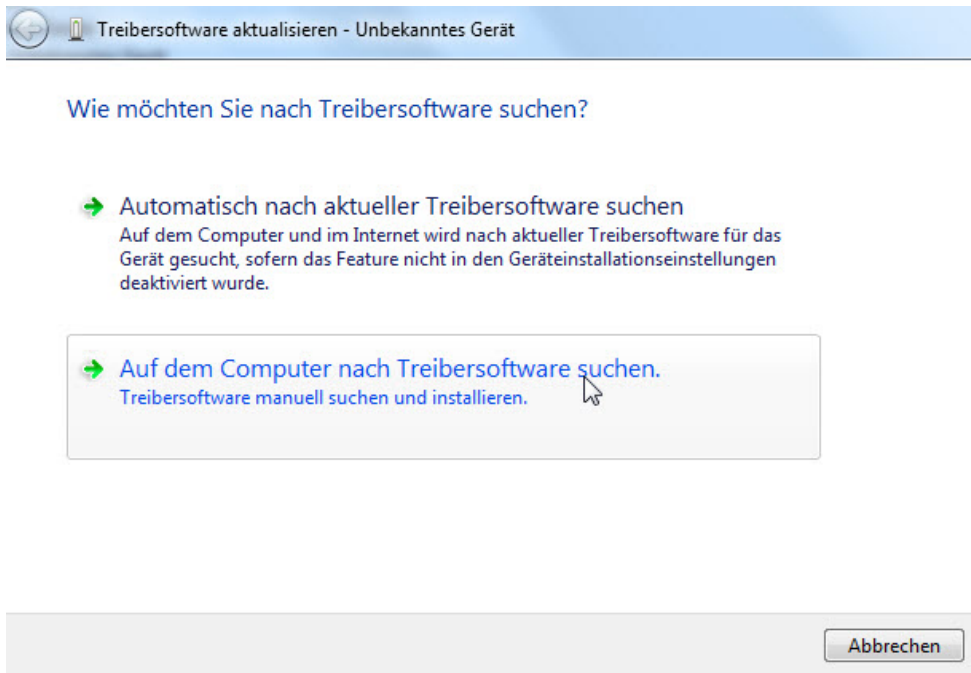 Treibersoftware aktualisieren - Unbekanntes Gerät
Wie möchten Sie nach Treibersoftware suchen?
Automatisch nach aktueller Treibersoftware suchen
Auf dem Computer und im Internet wird nach aktueller Treibersoftware für das
Gerät gesucht, sofern das Feature nicht in den Geräteinstallationseinstellungen
deaktiviert wurde.
Auf dem Computer nach Treibersoftware suchen.
Treibersoftware manuell suchen und installieren.
Abbrechen